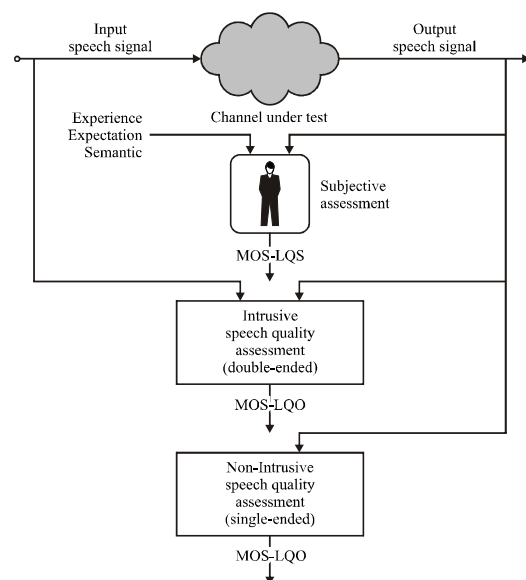 Input
speech signal
Output
speech signal
Channel under test
Experience
Expectation
Semantic
Subjective
assessment
MOS-LQS
Intrusive
speech quality
assessment
(double-ended)
MOS-LQO
Non-Intrusive
speech quality
assessment
(single-ended)
MOS-LQO